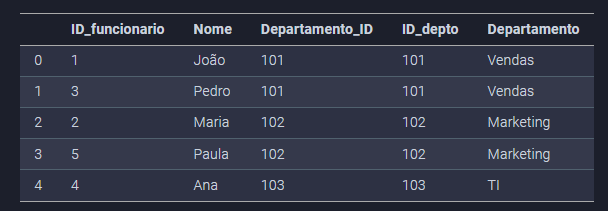 ID_funcionario Nome Departamento_ID ID_depto Departamento
0 1 João 101 101 Vendas
1 3 Pedro 101 101 Vendas
2 2 Maria 102 102 Marketing
3 5 Paula 102 102 Marketing
4 4 Ana 103 103 TI